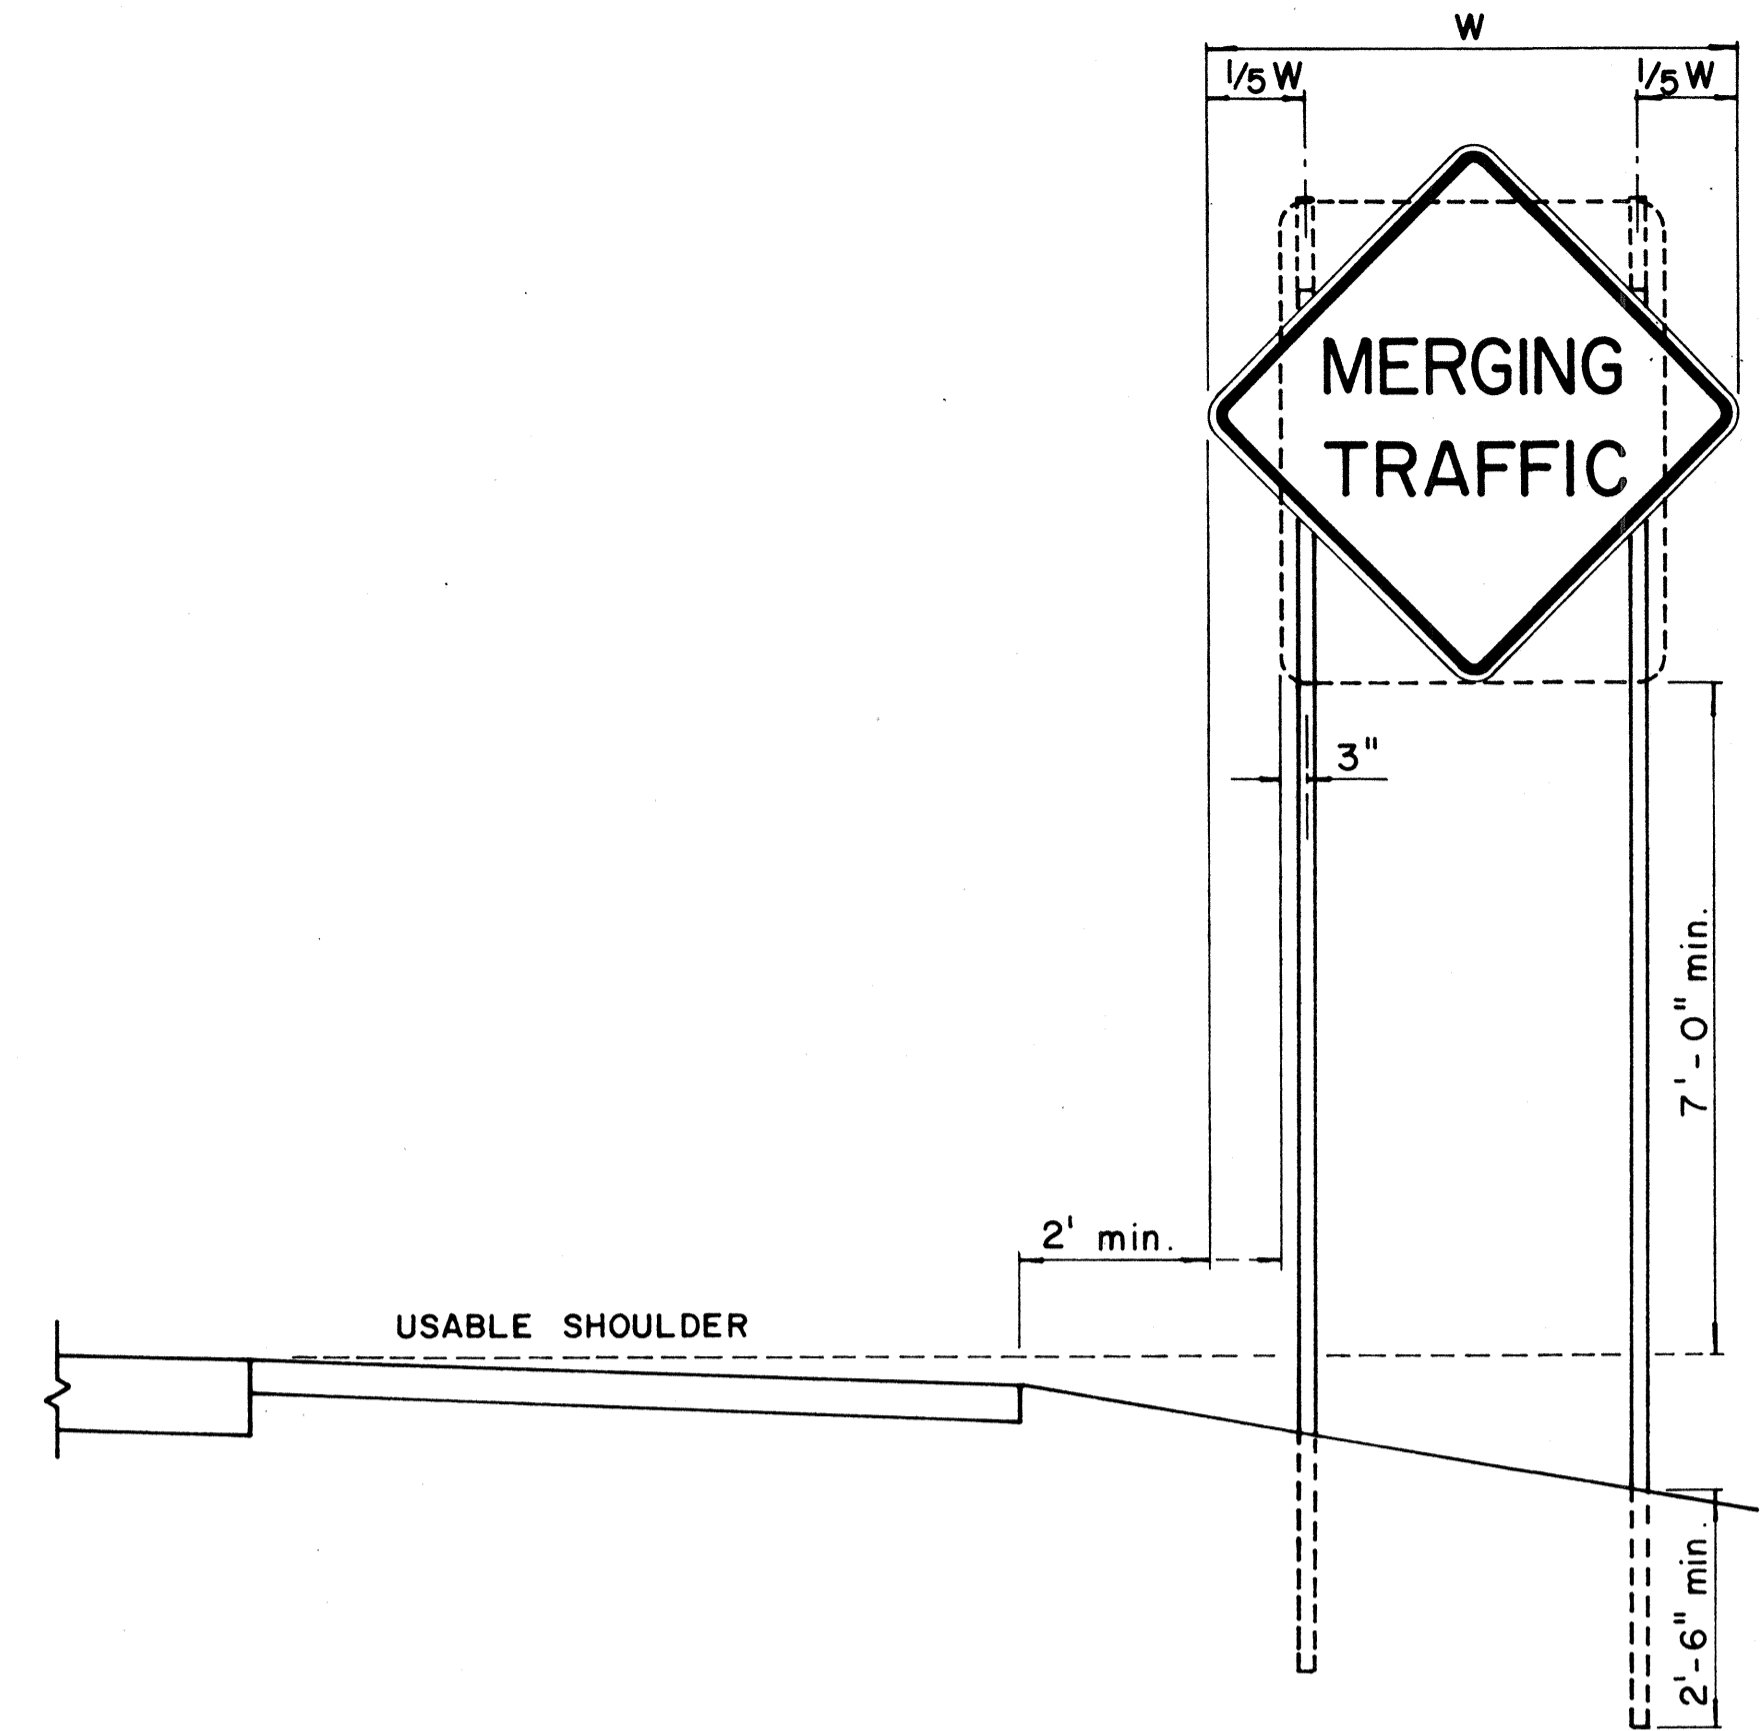 W
1/5 W
1/5 W
MERGING
TRAFFIC
3"
7'-0" min.
2' min.
USABLE SHOULDER
2'-6" min.